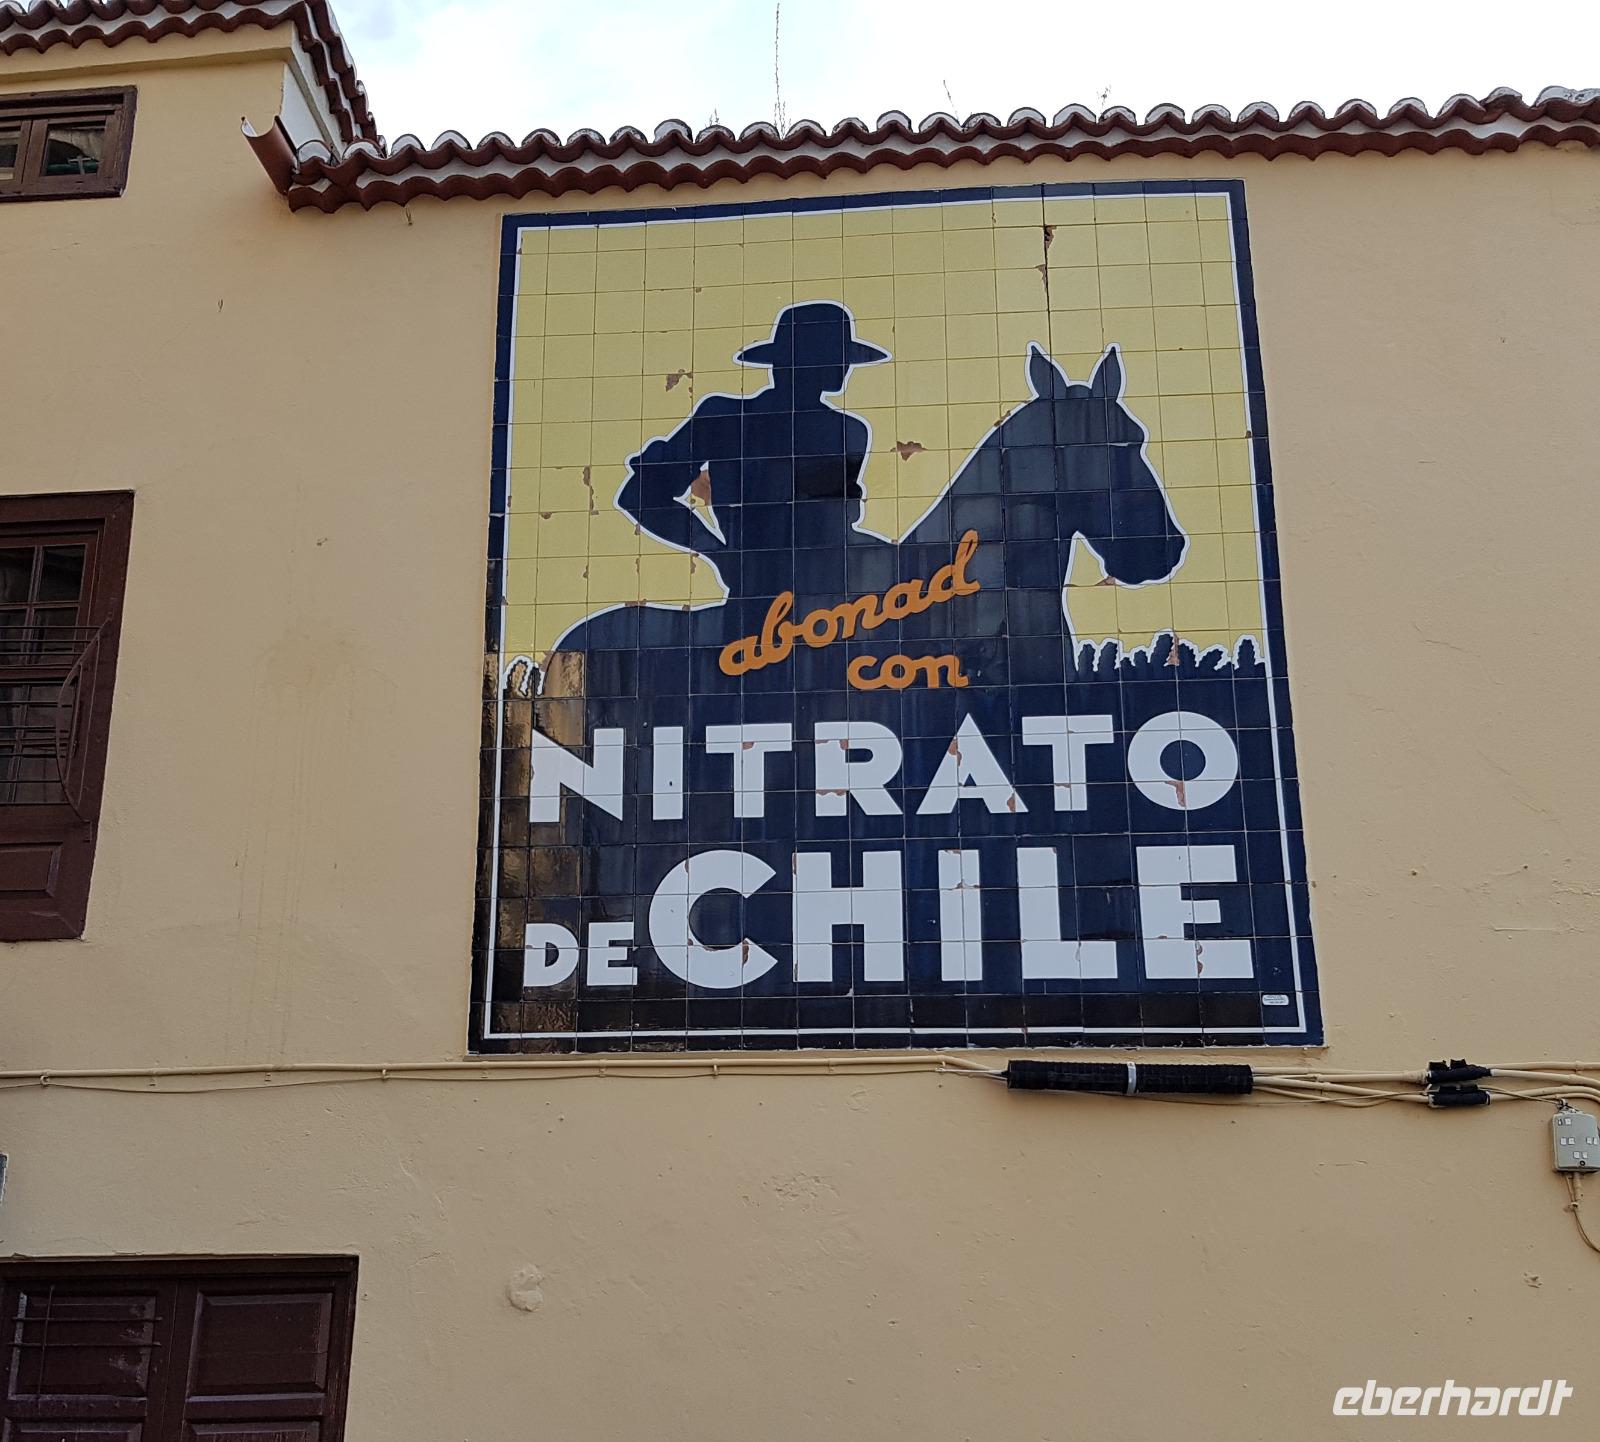 abonad
con
NITRATO
DE CHILE
eberhardt